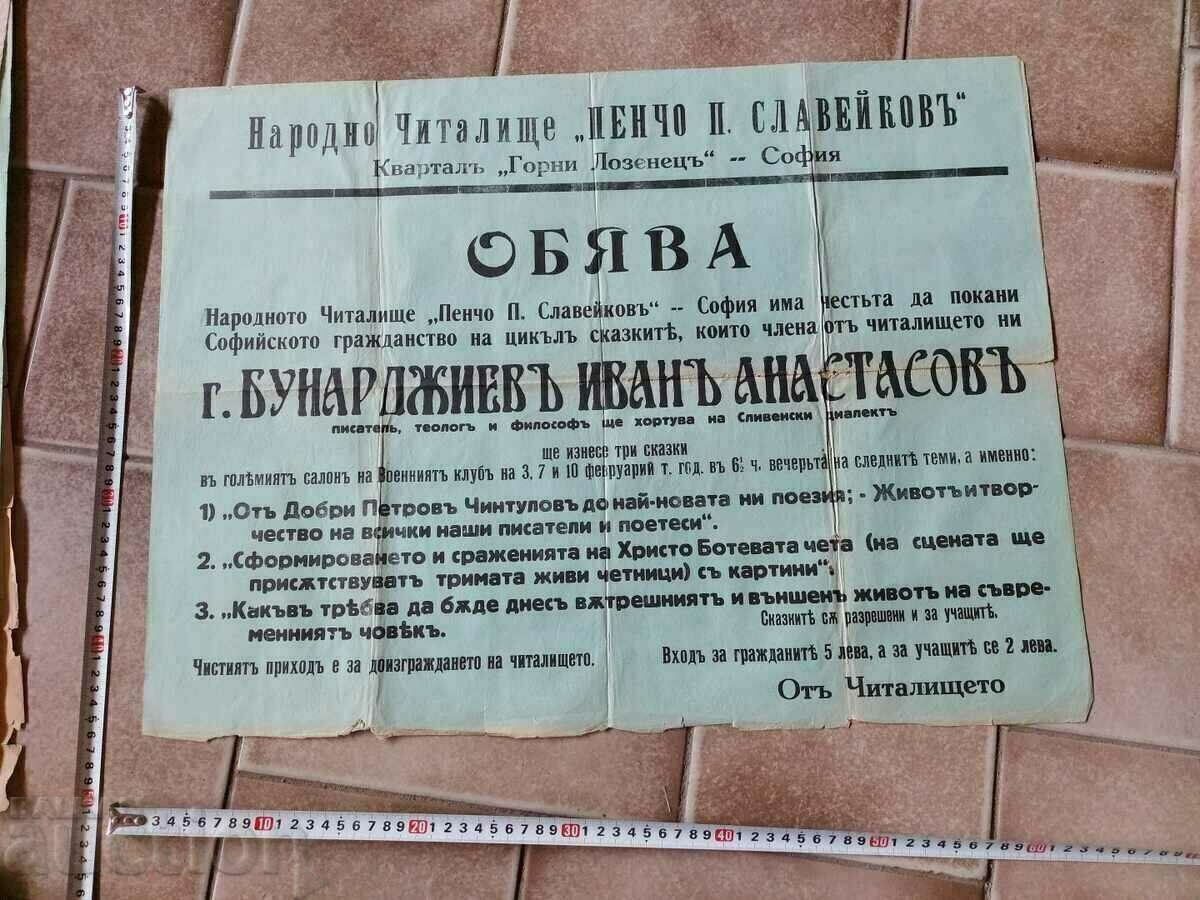 Народно Читалище „ПЕНЧО П. СЛАВЕЙКОВЪ“
Кварталъ „Горни Лозенецъ“ -- София
ОБЯВА
Народното Читалище „Пенчо П. Славейковъ“ -- София има честьта да покани
Софийското гражданство на цикълъ сказкитѣ, които члена отъ читалището ни
г. БУНАРДЖИЕВЪ ИВАНЪ АНАСТАСОВЪ
писатель, теологъ и философъ ще хортува на Сливенски диалектъ
ще изнесе три сказки
въ големиятъ салонъ на Военниятъ клуб на 3, 7 и 10 февруарий т. год. въ 6½ ч. вечерьта на следнитѣ теми, а именно:
1) „Отъ Добри Петровъ Чинтуловъ до най-новата ни поезия; - Животъ и твор-
чество на всички наши писатели и поетеси“.
2. „Сформироването и сраженията на Христо Ботевата чета (на сцената ще
присѫтствуватъ тримата живи четници) съ картини“.
3. „Какъвъ трѣбва да бѫде днесъ вѫтрешниятъ и външенъ животъ на съвре-
менниятъ човѣкъ.
Сказкитѣ сѫ разрешени и за учащитѣ.
Чистиятъ приходъ е за доизграждането на читалището.
Входъ за гражданитѣ 5 лева, а за учащитѣ се 2 лева.
Отъ Читалището